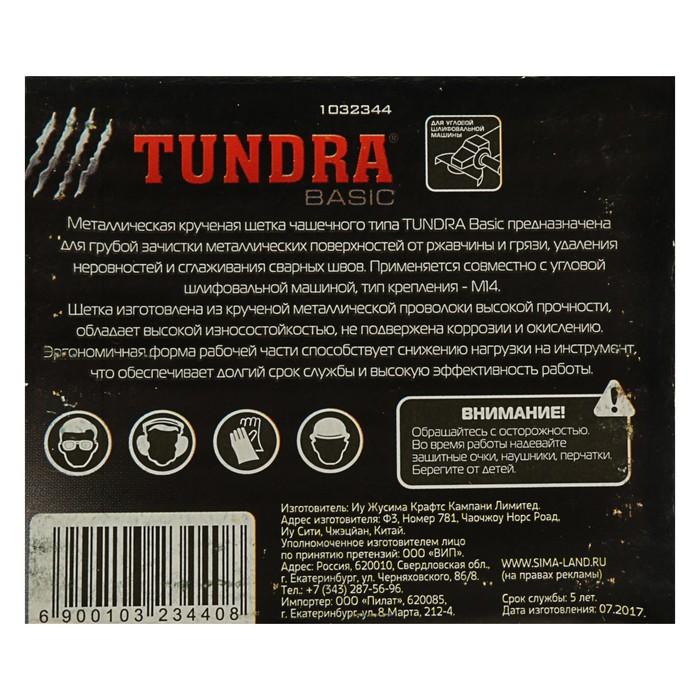 1032344
TUNDRA®
BASIC
ДЛЯ УГЛОВОЙ
ШЛИФОВАЛЬНОЙ
МАШИНЫ
Металлическая крученая щетка чашечного типа TUNDRA Basic предназначена
для грубой зачистки металлических поверхностей от ржавчины и грязи, удаления
неровностей и сглаживания сварных швов. Применяется совместно с угловой
шлифовальной машиной, тип крепления - М14.
Щетка изготовлена из крученой металлической проволоки высокой прочности,
обладает высокой износостойкостью, не подвержена коррозии и окислению.
Эргономичная форма рабочей части способствует снижению нагрузки на инструмент,
что обеспечивает долгий срок службы и высокую эффективность работы.
ВНИМАНИЕ!
Обращайтесь с осторожностью.
Во время работы надевайте
защитные очки, наушники, перчатки.
Берегите от детей.
Изготовитель: Иу Жусима Крафтс Кампани Лимитед.
Адрес изготовителя: Ф3, Номер 781, Чаочжоу Норс Роад,
Иу Сити, Чжэцзян, Китай.
Уполномоченное изготовителем лицо
по принятию претензий: ООО «ВИП».
Адрес: Россия, 620010, Свердловская обл.,
г. Екатеринбург, ул. Черняховского, 86/8.
Тел.: +7 (343) 287-56-96.
Импортер: ООО «Пилат», 620085,
г. Екатеринбург, ул. 8 Марта, 212-4.
WWW.SIMA-LAND.RU
(на правах рекламы)
Срок службы: 5 лет.
Дата изготовления: 07.2017.
6 900103 234408